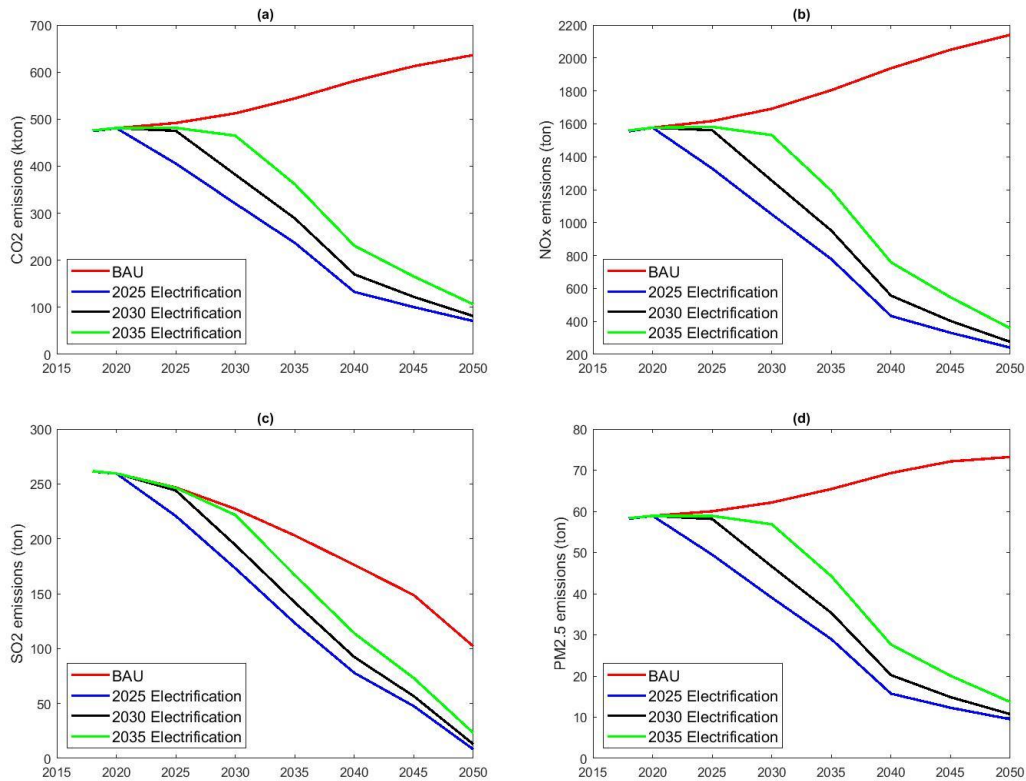 (a)
CO2 emissions (kton)
700
600
500
400
300
200
100
0
BAU
2025 Electrification
2030 Electrification
2035 Electrification
2015 2020 2025 2030 2035 2040 2045 2050
(b)
NOx emissions (ton)
2200
2000
1800
1600
1400
1200
1000
800
600
400
200
BAU
2025 Electrification
2030 Electrification
2035 Electrification
2015 2020 2025 2030 2035 2040 2045 2050
(c)
SO2 emissions (ton)
300
250
200
150
100
50
0
BAU
2025 Electrification
2030 Electrification
2035 Electrification
2015 2020 2025 2030 2035 2040 2045 2050
(d)
PM2.5 emissions (ton)
80
70
60
50
40
30
20
10
0
BAU
2025 Electrification
2030 Electrification
2035 Electrification
2015 2020 2025 2030 2035 2040 2045 2050